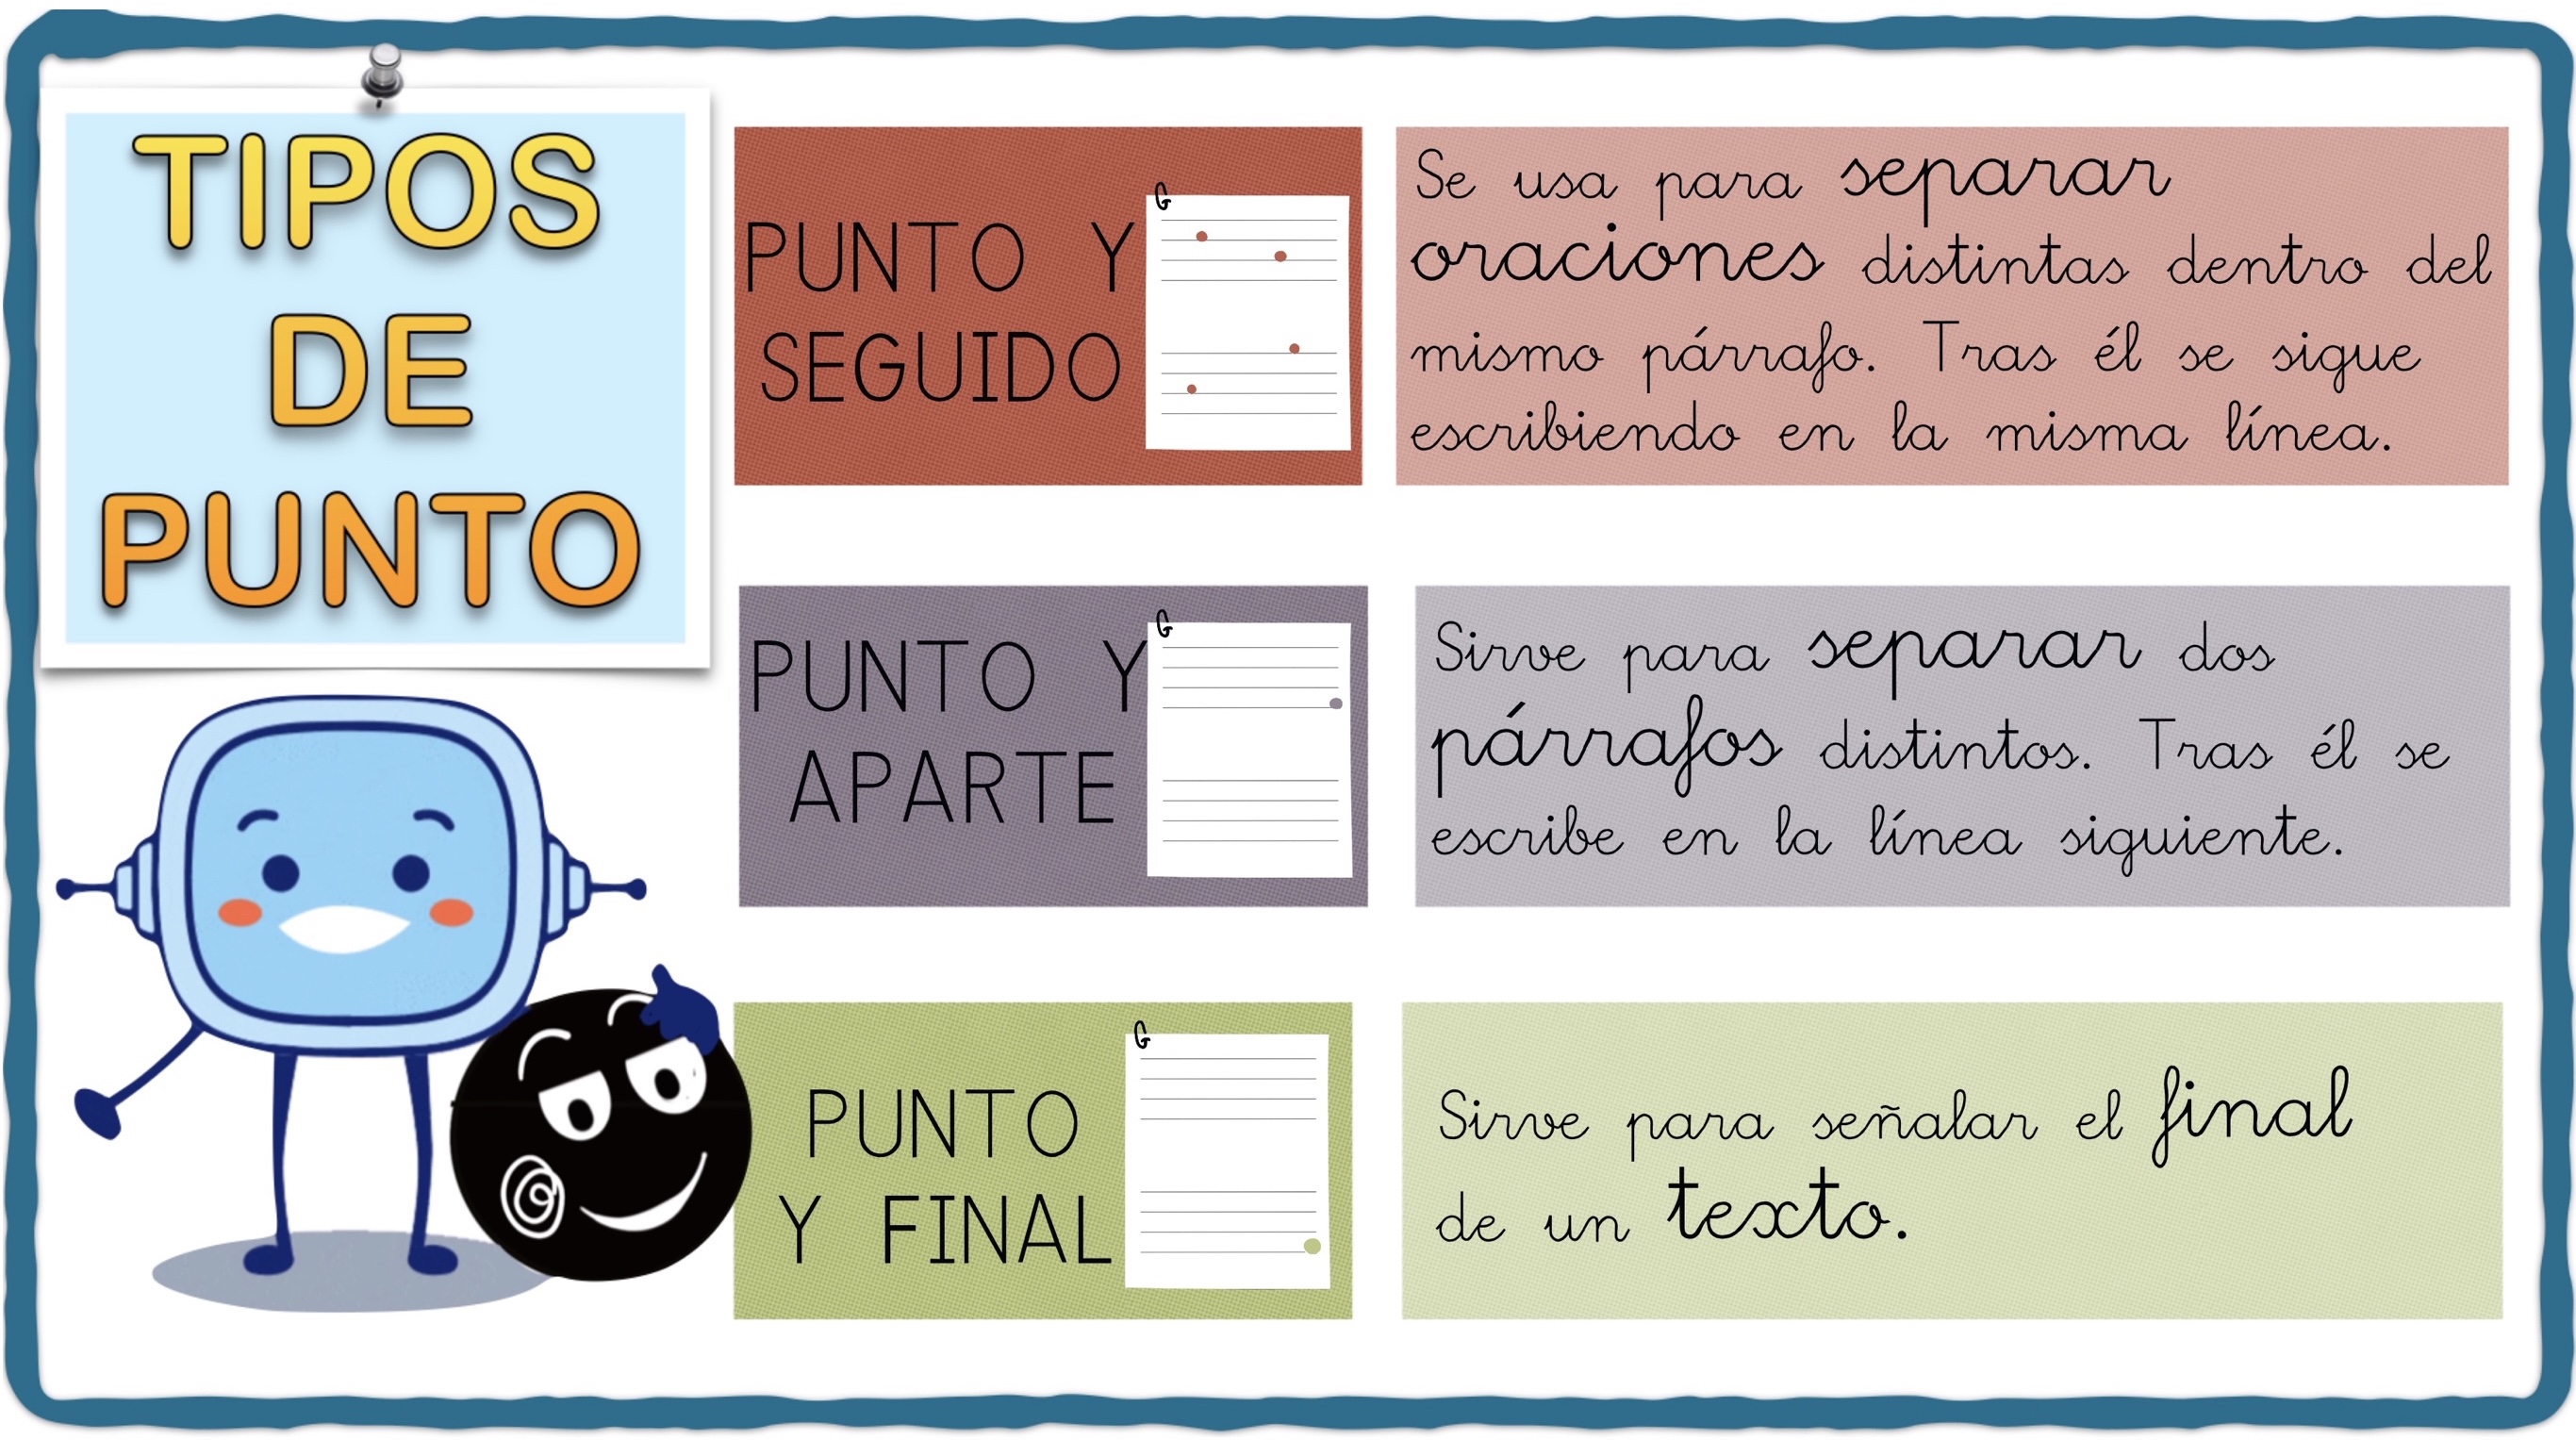 TIPOS
DE
PUNTO
PUNTO Y
SEGUIDO
Se usa para separar
oraciones distintas dentro del
mismo párrafo. Tras él se sigue
escribiendo en la misma línea.
PUNTO Y
APARTE
Sirve para separar dos
párrafos distintos. Tras él se
escribe en la línea siguiente.
PUNTO
Y FINAL
Sirve para señalar el final
de un texto.